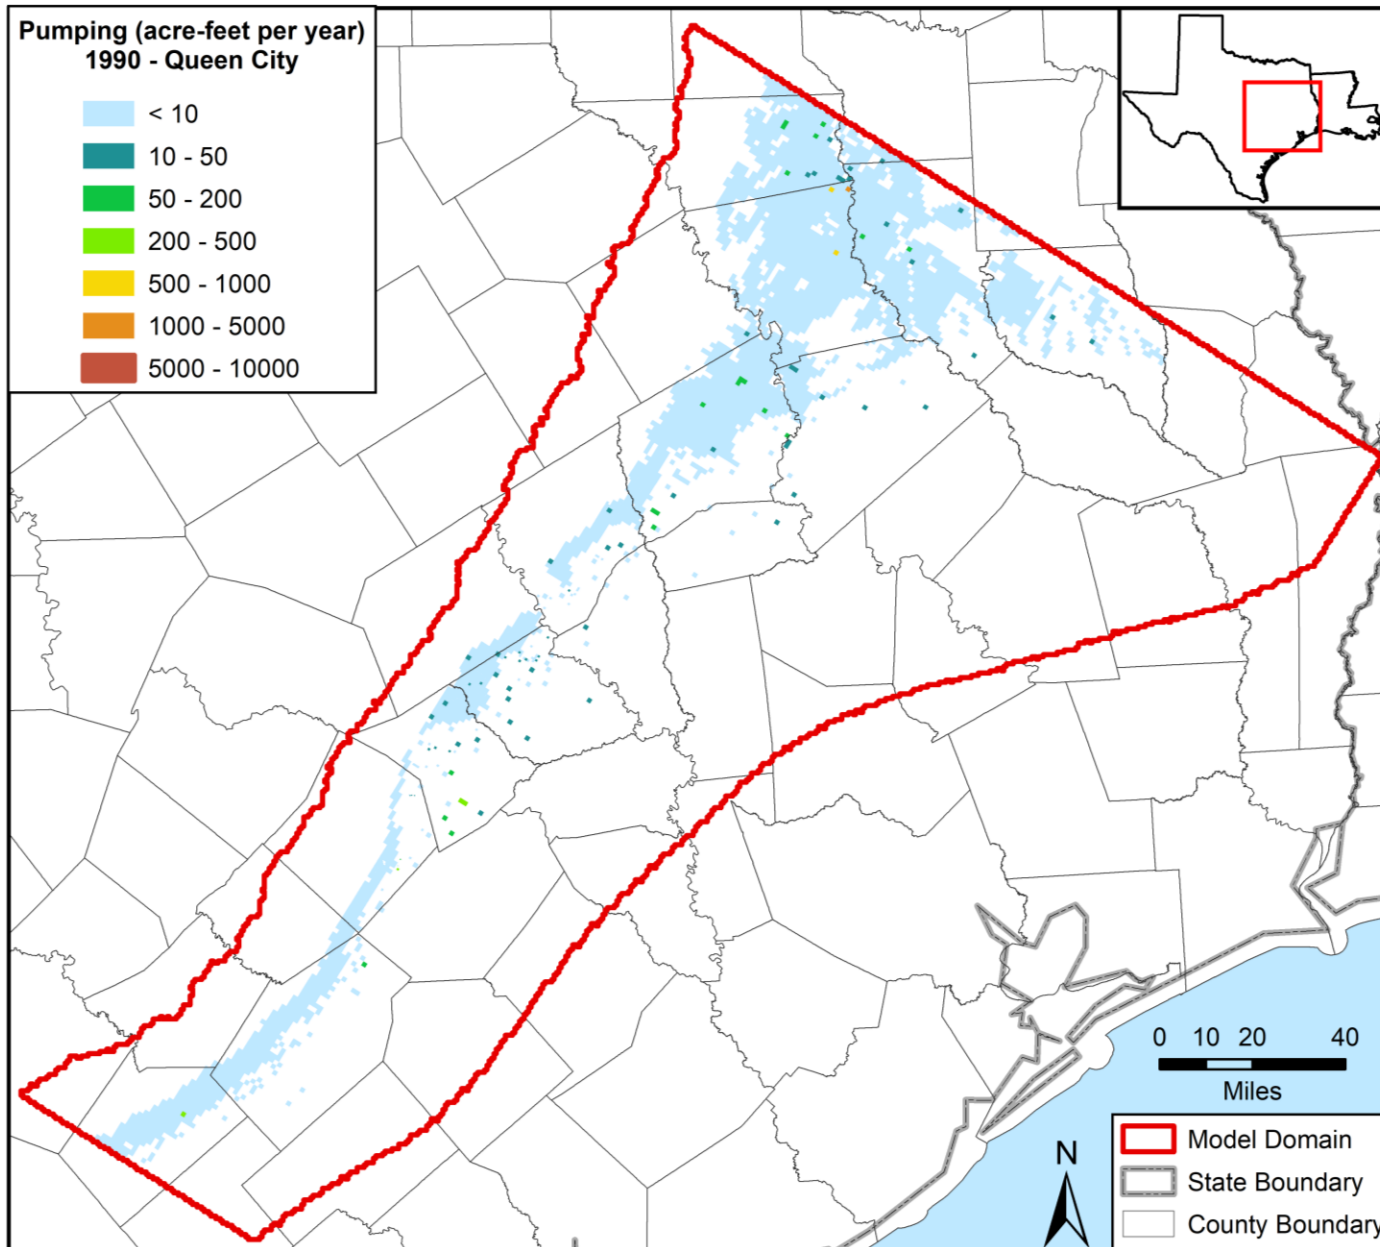 Pumping (acre-feet per year)
1990 - Queen City
< 10
10 - 50
50 - 200
200 - 500
500 - 1000
1000 - 5000
5000 - 10000
0 10 20 40
Miles
N
Model Domain
State Boundary
County Boundary